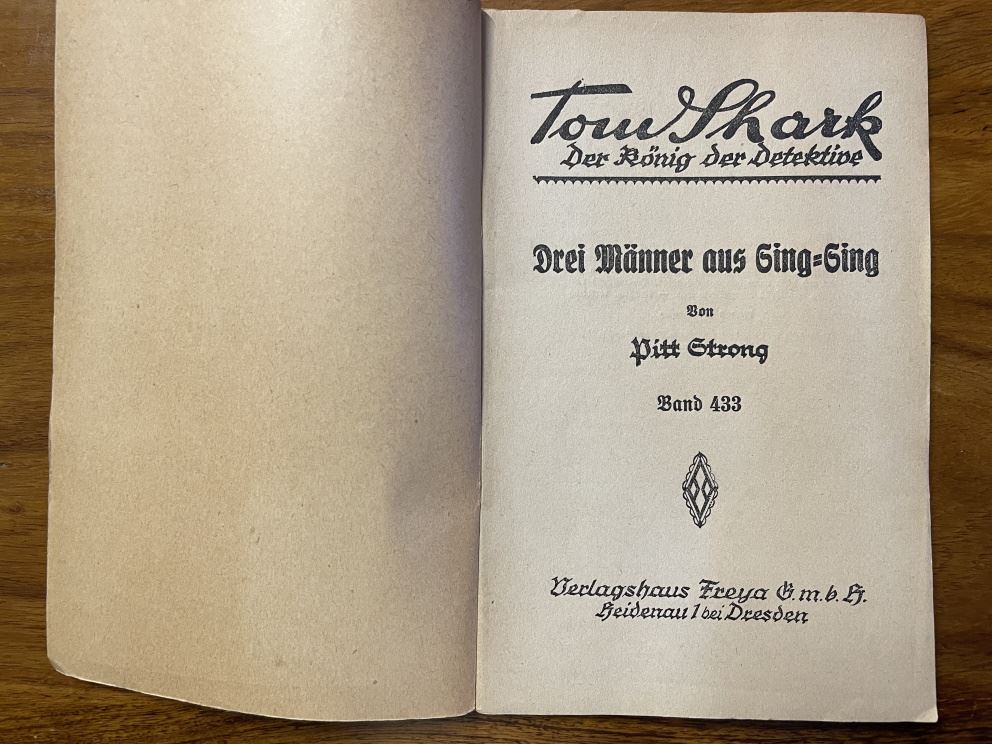 Tom Shark
Der König der Detektive
Drei Männer aus Sing=Sing
Von
Pitt Strong
Band 433
Verlagshaus Freya G.m.b.H.
Heidenau 1 bei Dresden